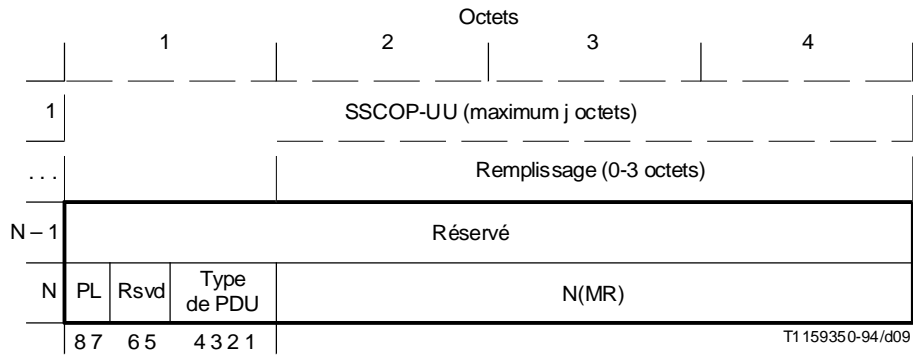 Octets
1 2 3 4
1 SSCOP-UU (maximum j octets)
... Remplissage (0-3 octets)
N – 1 Réservé
N PL Rsvd Type de PDU N(MR)
8 7 6 5 4 3 2 1
T1159350-94/d09